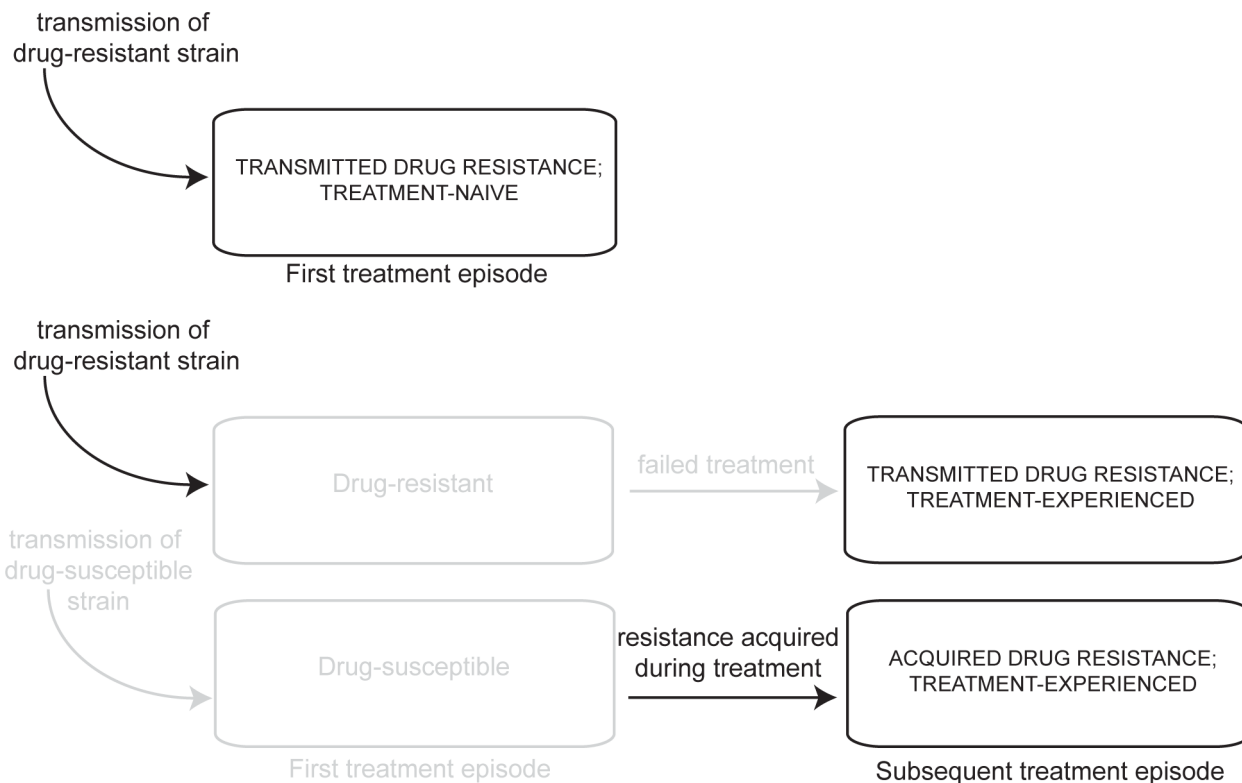 transmission of
drug-resistant strain
TRANSMITTED DRUG RESISTANCE;
TREATMENT-NAIVE
First treatment episode
transmission of
drug-resistant strain
Drug-resistant
failed treatment
TRANSMITTED DRUG RESISTANCE;
TREATMENT-EXPERIENCED
transmission of
drug-susceptible
strain
Drug-susceptible
resistance acquired
during treatment
ACQUIRED DRUG RESISTANCE;
TREATMENT-EXPERIENCED
First treatment episode
Subsequent treatment episode